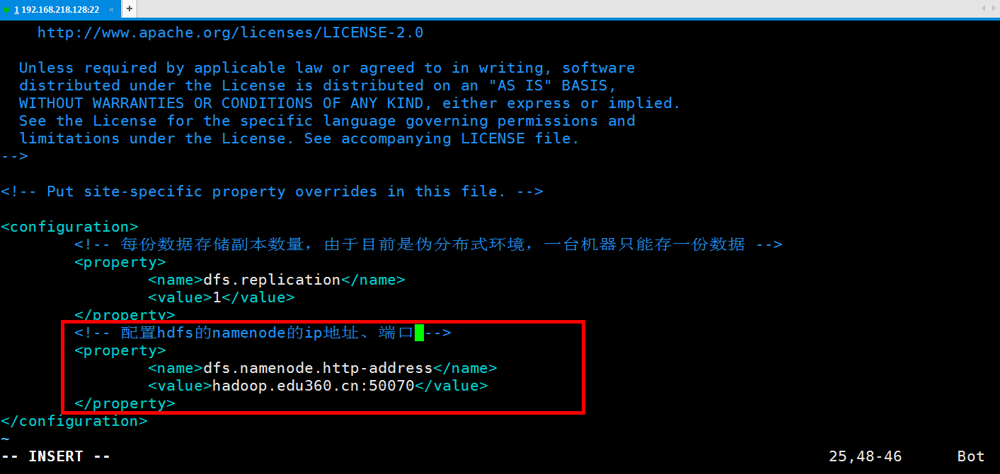 1 192.168.218.128:22 × +
http://www.apache.org/licenses/LICENSE-2.0
Unless required by applicable law or agreed to in writing, software
distributed under the License is distributed on an "AS IS" BASIS,
WITHOUT WARRANTIES OR CONDITIONS OF ANY KIND, either express or implied.
See the License for the specific language governing permissions and
limitations under the License. See accompanying LICENSE file.
-->
<!-- Put site-specific property overrides in this file. -->
<configuration>
<!-- 每份数据存储副本数量，由于目前是伪分布式环境，一台机器只能存一份数据 -->
<property>
<name>dfs.replication</name>
<value>1</value>
</property>
<!-- 配置hdfs的namenode的ip地址、端口 -->
<property>
<name>dfs.namenode.http-address</name>
<value>hadoop.edu360.cn:50070</value>
</property>
</configuration>
~
-- INSERT -- 25,48-46 Bot